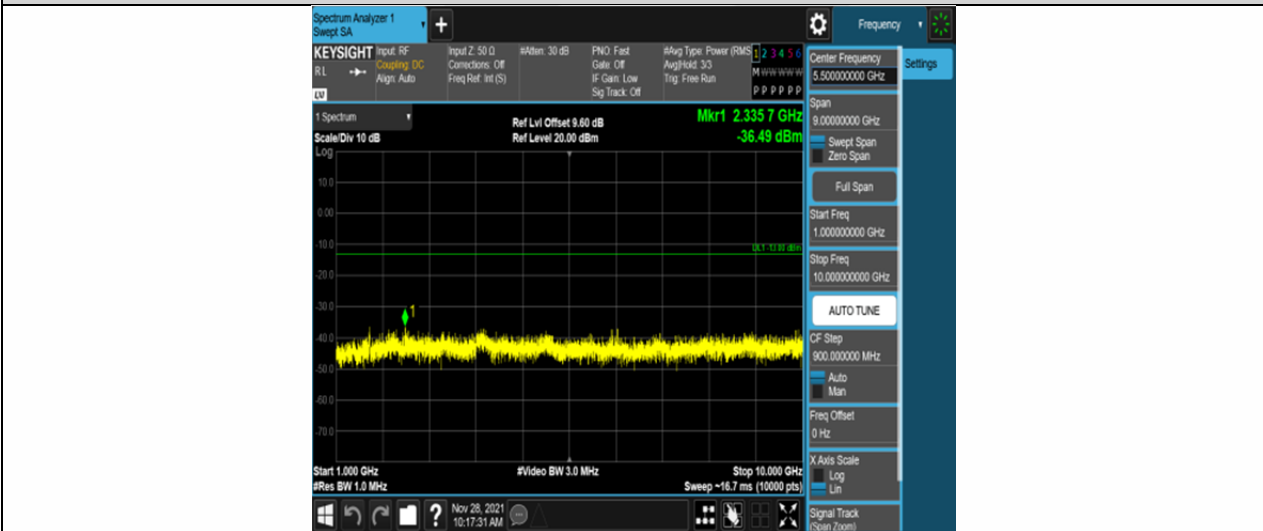 Spectrum Analyzer 1
Swept SA
+
Frequency
KEYSIGHT
RL
Input: RF
Coupling: DC
Align: Auto
Input Z: 50 Ω
Corrections: Off
Freq Ref: Int (S)
#Atten: 30 dB
PNO: Fast
Gate: Off
IF Gain: Low
Sig Track: Off
#Avg Type: Power (RMS
Avg|Hold: 3/3
Trig: Free Run
1 2 3 4 5 6
M W W W W W
P P P P P P
1 Spectrum
Scale/Div 10 dB
Log
Ref Lvl Offset 9.60 dB
Ref Level 20.00 dBm
Mkr1 2.335 7 GHz
-36.49 dBm
10.0
0.00
-10.0
-20.0
-30.0
-40.0
-50.0
-60.0
-70.0
DL1 -13.00 dBm
1
Start 1.000 GHz
#Res BW 1.0 MHz
#Video BW 3.0 MHz
Stop 10.000 GHz
Sweep ~16.7 ms (10000 pts)
Nov 28, 2021
10:17:31 AM
?
Center Frequency
5.500000000 GHz
Settings
Span
9.00000000 GHz
Swept Span
Zero Span
Full Span
Start Freq
1.000000000 GHz
Stop Freq
10.000000000 GHz
AUTO TUNE
CF Step
900.000000 MHz
Auto
Man
Freq Offset
0 Hz
X Axis Scale
Log
Lin
Signal Track
(Span Zoom)